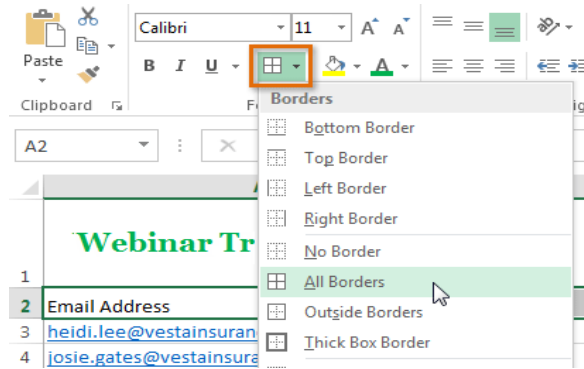 Calibri 11 A A
Paste B I U A
Clipboard
A2
Borders
Bottom Border
Top Border
Left Border
Right Border
No Border
All Borders
Outside Borders
Thick Box Border
Webinar Tr
1
2 Email Address
3 heidi.lee@vestainsuran
4 josie.gates@vestainsura